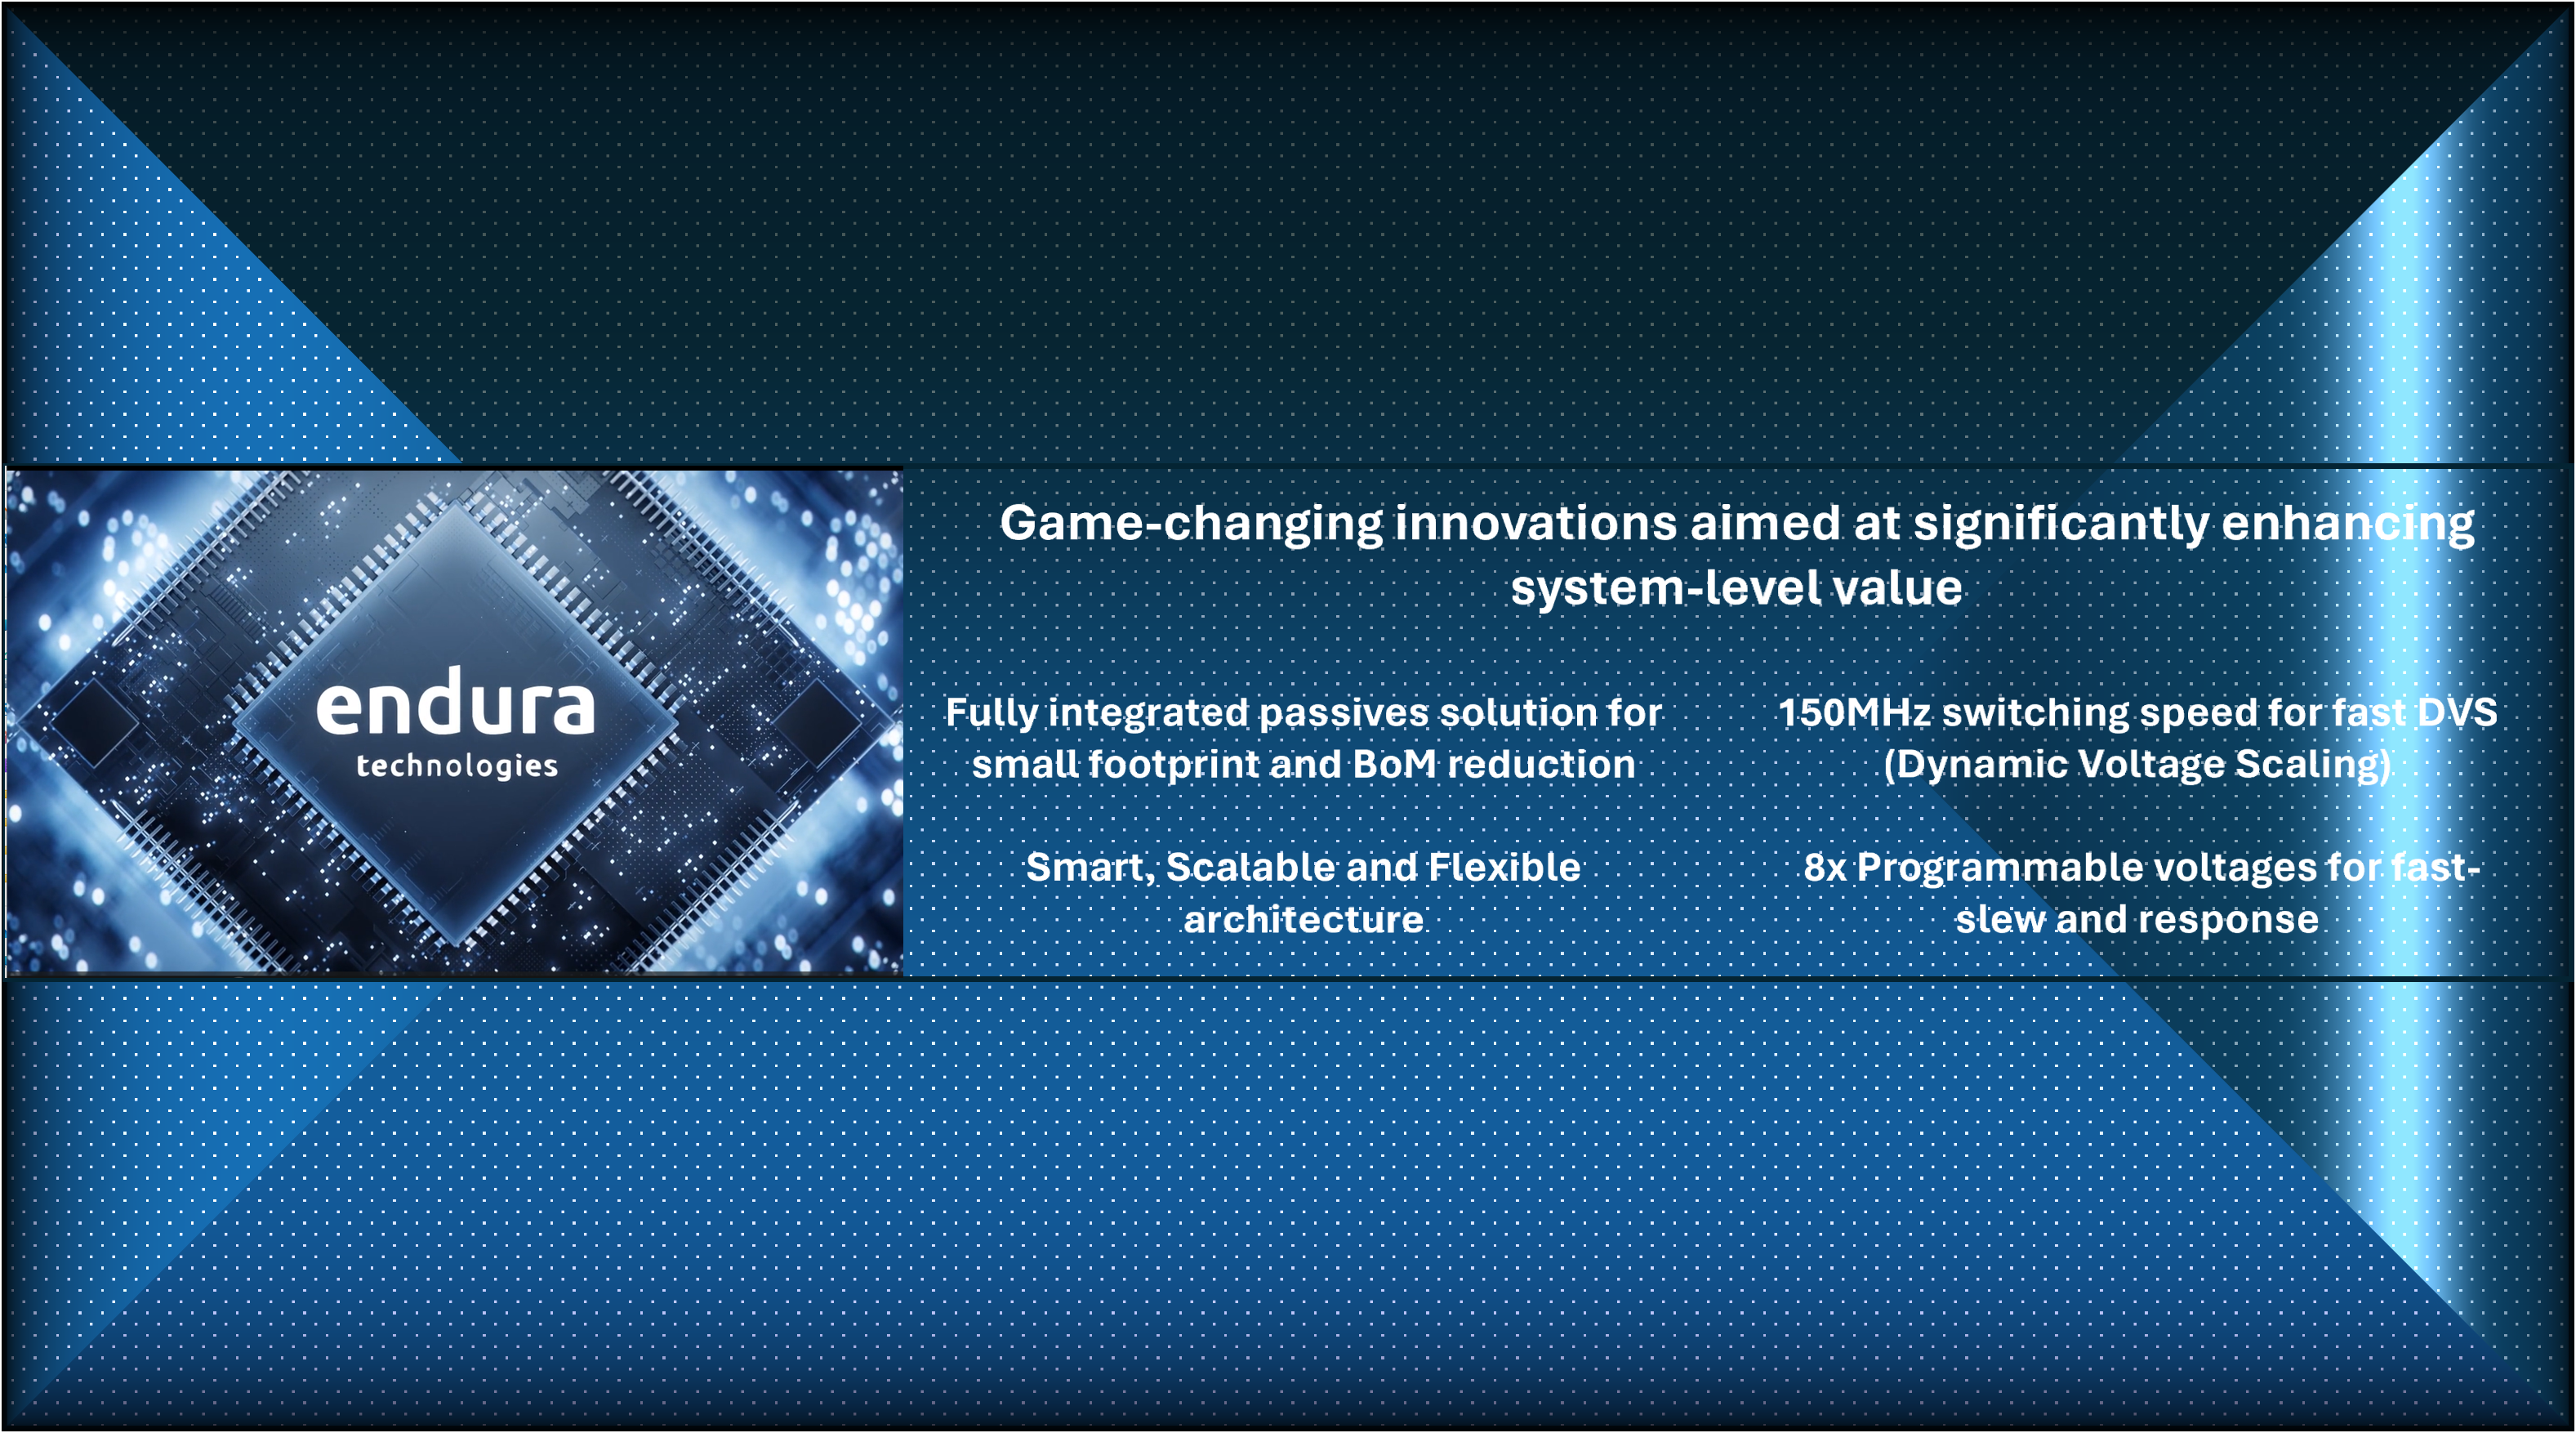 endura
technologies
Game-changing innovations aimed at significantly enhancing
system-level value
Fully integrated passives solution for
small footprint and BoM reduction
150MHz switching speed for fast DVS
(Dynamic Voltage Scaling)
Smart, Scalable and Flexible
architecture
8x Programmable voltages for fast-
slew and response